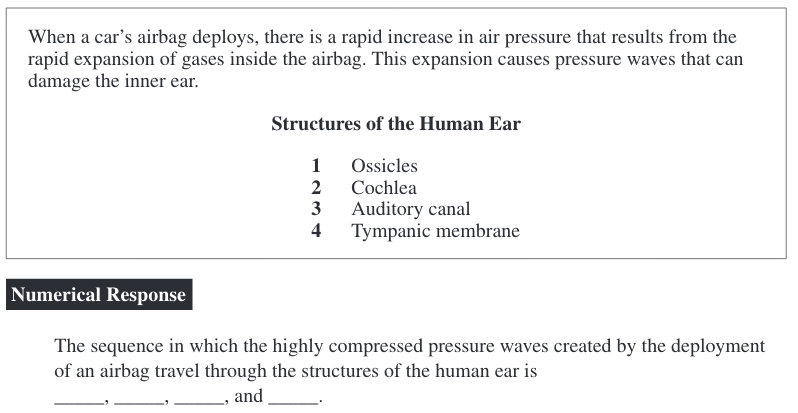 When a car's airbag deploys, there is a rapid increase in air pressure that results from the
rapid expansion of gases inside the airbag. This expansion causes pressure waves that can
damage the inner ear.
Structures of the Human Ear
1 Ossicles
2 Cochlea
3 Auditory canal
4 Tympanic membrane
Numerical Response
The sequence in which the highly compressed pressure waves created by the deployment
of an airbag travel through the structures of the human ear is
_____, _____, _____, and _____.